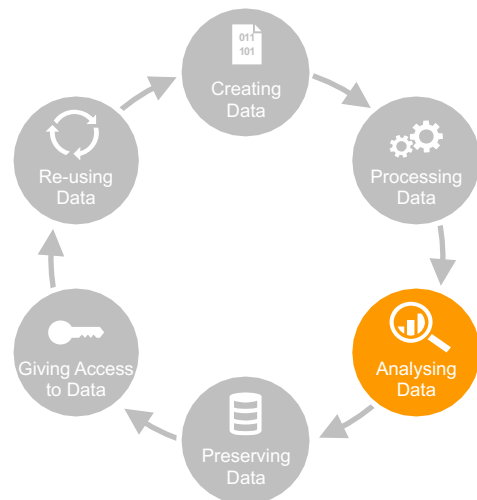 011
101
Creating
Data
Processing
Data
Analysing
Data
Preserving
Data
Giving Access
to Data
Re-using
Data